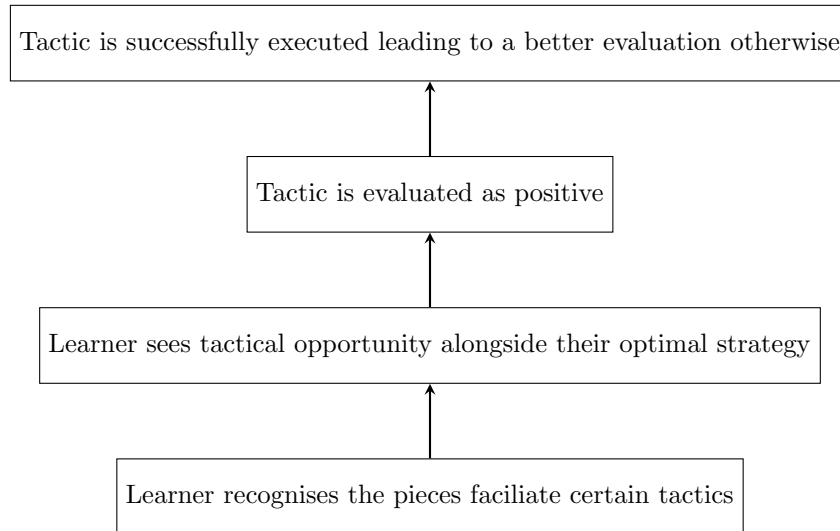 Tactic is successfully executed leading to a better evaluation otherwise
Tactic is evaluated as positive
Learner sees tactical opportunity alongside their optimal strategy
Learner recognises the pieces faciliate certain tactics